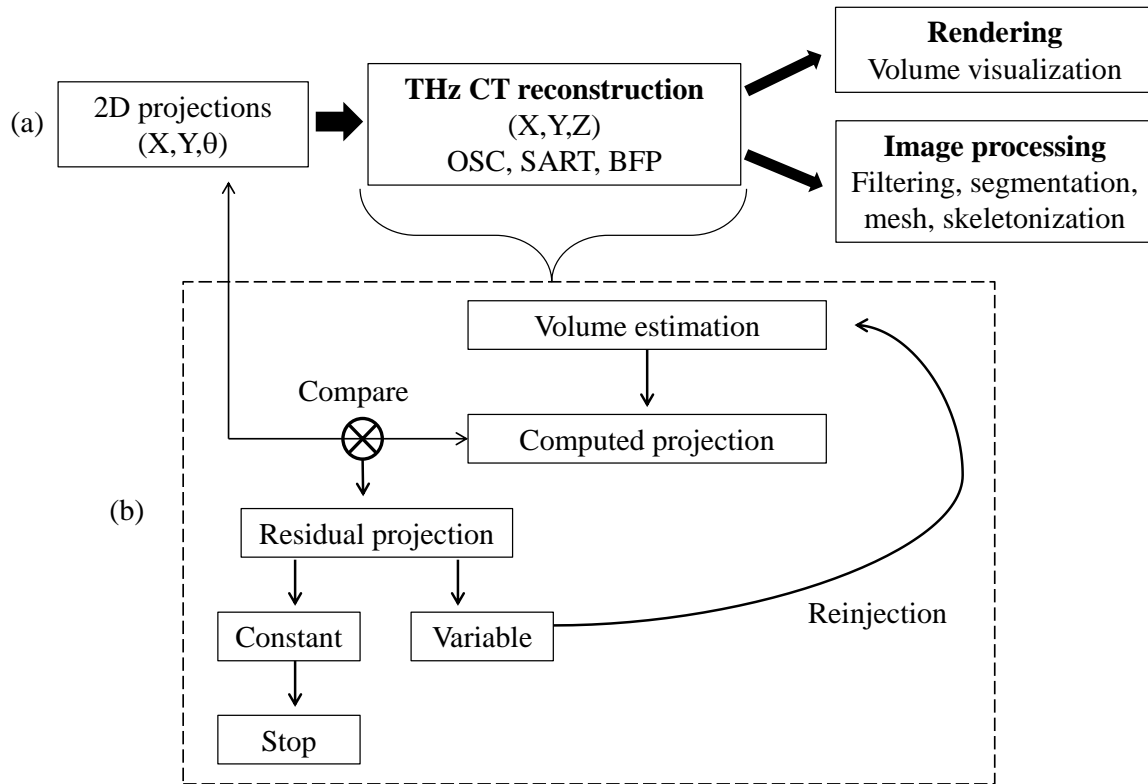 (a)
2D projections
(X,Y,θ)
THz CT reconstruction
(X,Y,Z)
OSC, SART, BFP
Rendering
Volume visualization
Image processing
Filtering, segmentation,
mesh, skeletonization
(b)
Volume estimation
Compare
Computed projection
Residual projection
Constant
Variable
Reinjection
Stop